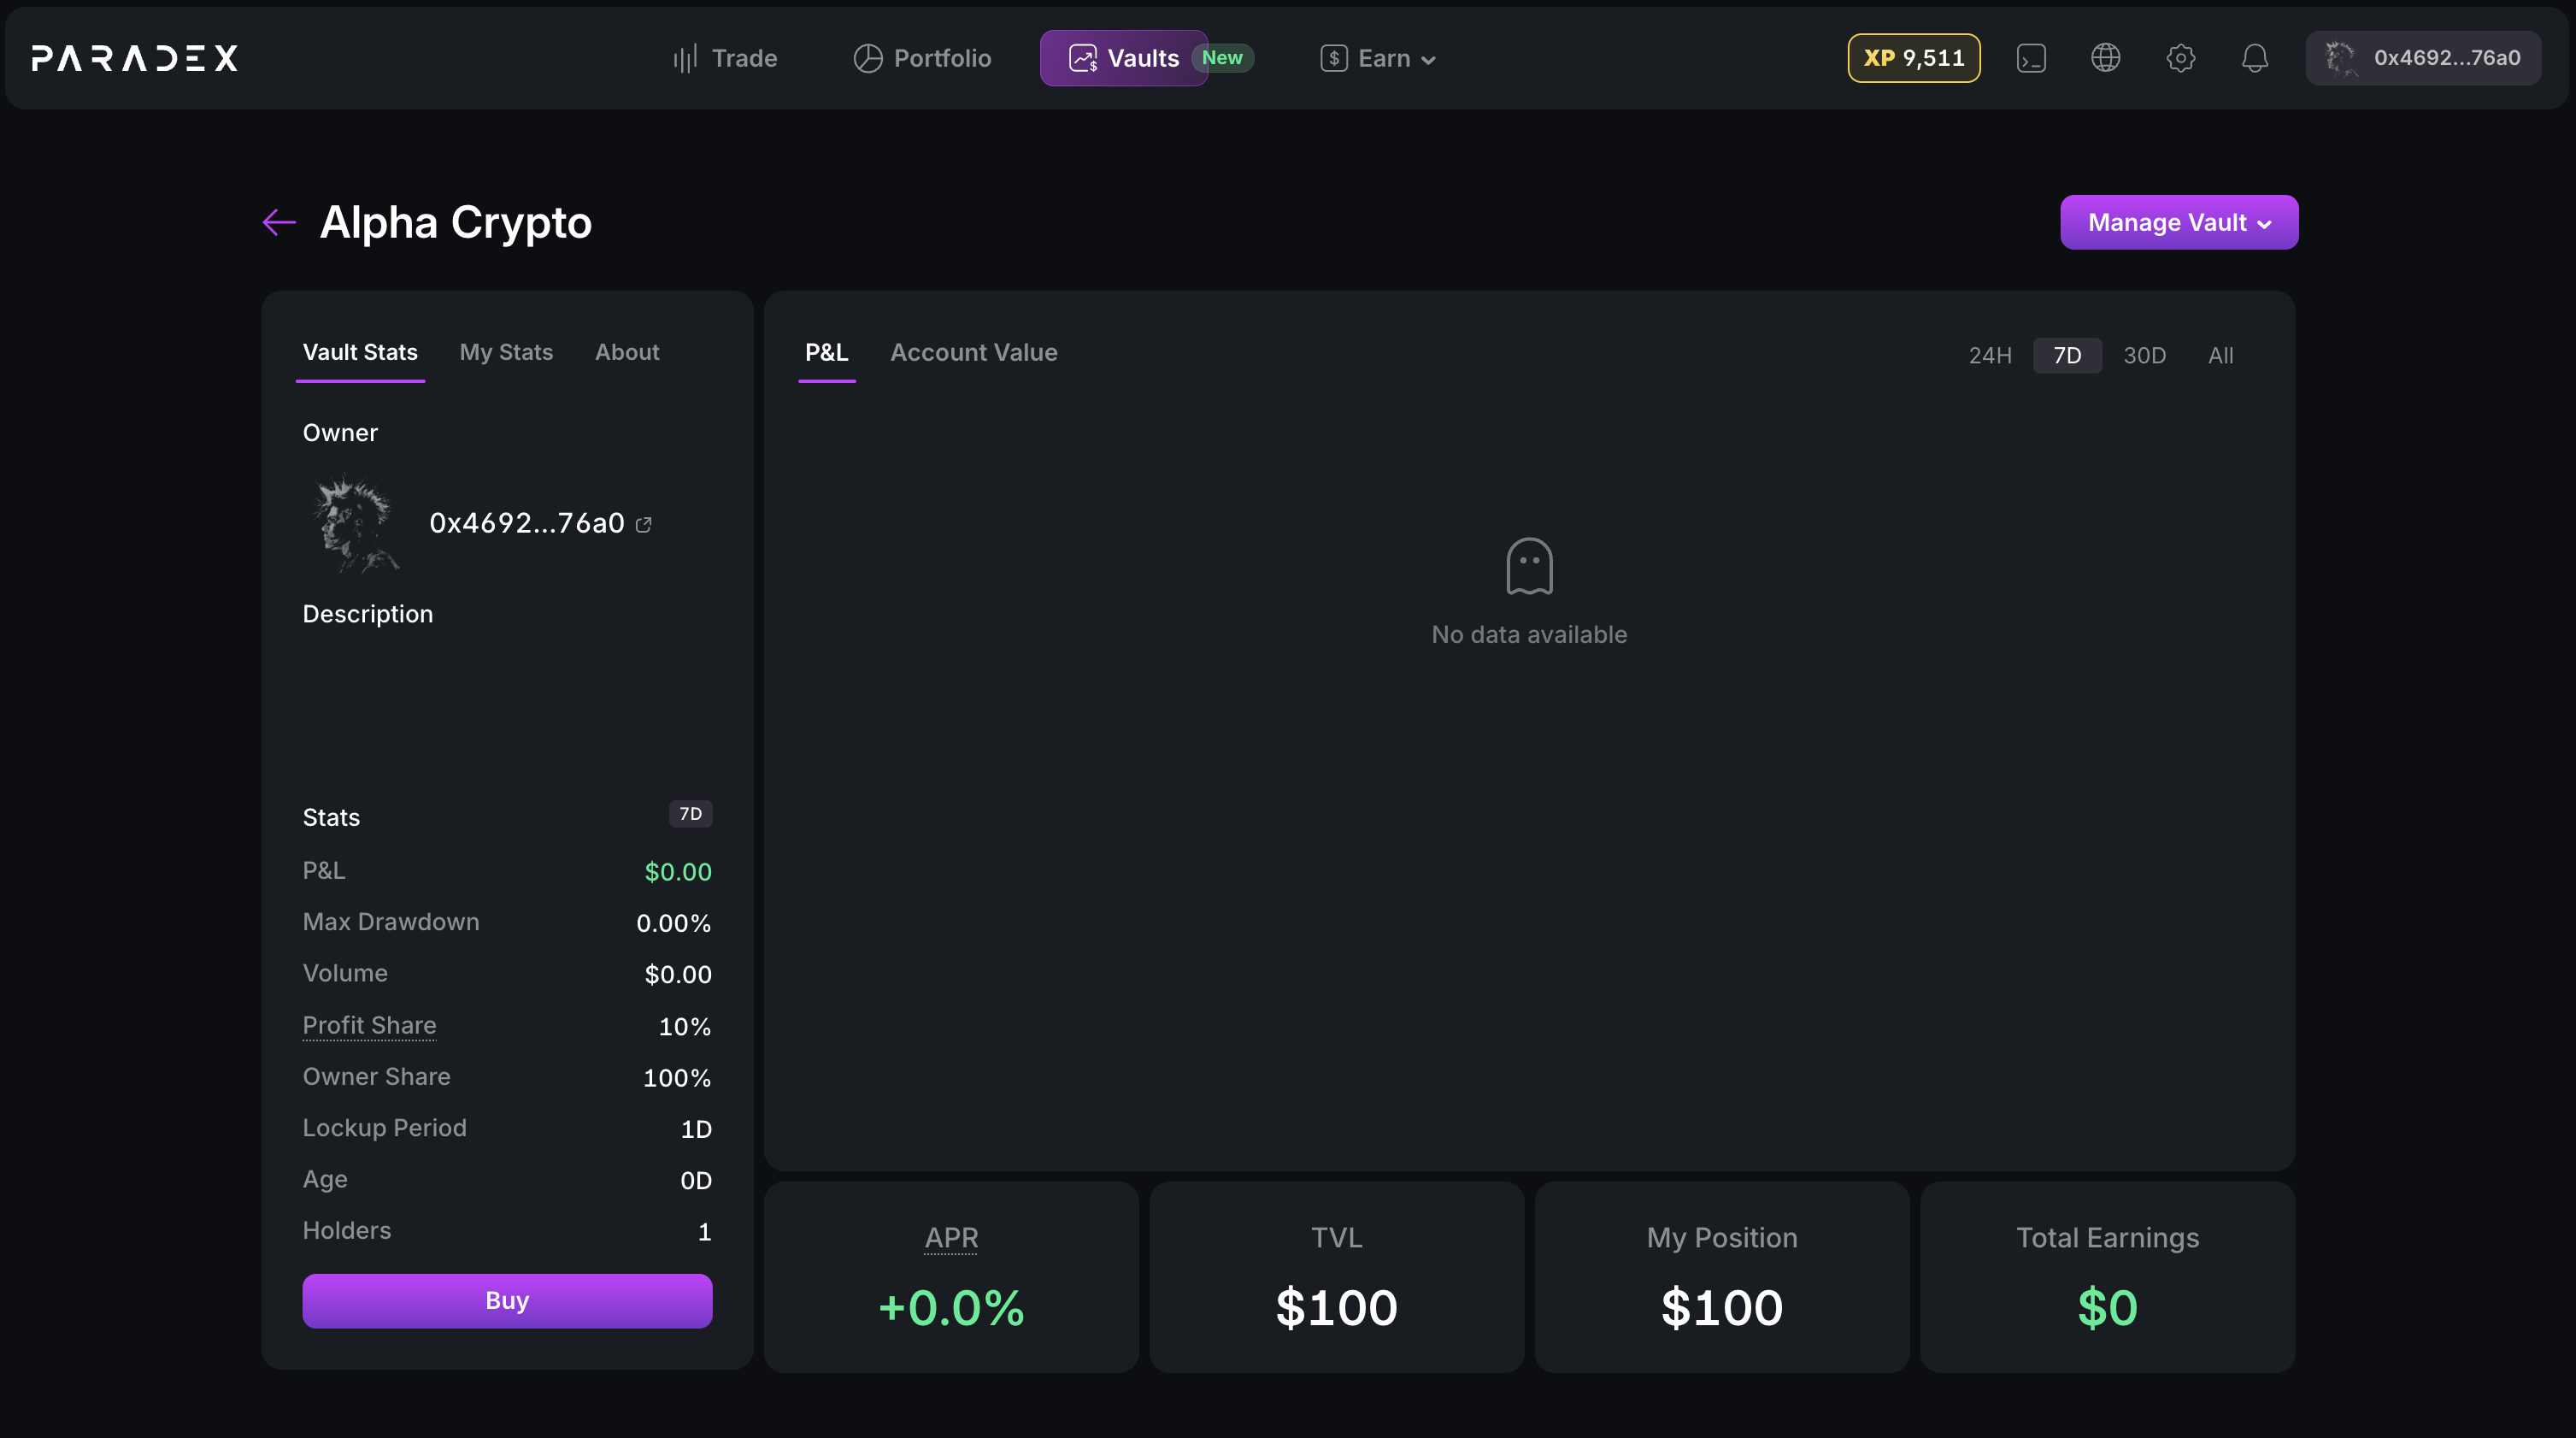 PARADEX
Trade
Portfolio
Vaults New
Earn
XP 9,511
0x4692...76a0
Alpha Crypto
Manage Vault
Vault Stats My Stats About
Owner
0x4692...76a0
Description
Stats 7D
P&L $0.00
Max Drawdown 0.00%
Volume $0.00
Profit Share 10%
Owner Share 100%
Lockup Period 1D
Age 0D
Holders 1
Buy
P&L Account Value
24H 7D 30D All
No data available
APR
+0.0%
TVL
$100
My Position
$100
Total Earnings
$0